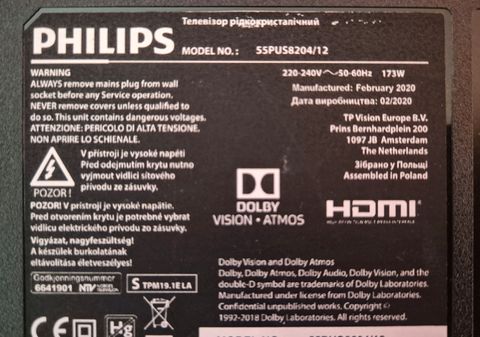 Телевізор рідкокристалічний
PHILIPS
MODEL NO. : 55PUS8204/12
WARNING
ALWAYS remove mains plug from wall
socket before any Service operation.
NEVER remove covers unless qualified to
do so. This unit contains dangerous voltages.
ATTENZIONE: PERICOLO DI ALTA TENSIONE.
NON APRIRE LO SCHIENALE.
220-240V~50-60Hz 173W
Manufactured: February 2020
Дата виробництва: 02/2020
TP Vision Europe B.V.
Prins Bernhardplein 200
1097 JB Amsterdam
The Netherlands
Зібрано у Польщі
Assembled in Poland
V přístroji je vysoké napětí
Před odejmutím krytu nutno
vyjmout vidlici síťového
přívodu ze zásuvky.
POZOR!
POZOR! V přístroji je vysoké napätie.
Pred otvorením krytu je potrebné vybrat
vidlicu elektrického přívodu zo zásuvky.
Vigyázat, nagyfeszültség!
A készülek burkolatának
eltávolítása életveszélyes!
DOLBY
VISION · ATMOS
HDMI
Godkjenningsnummer
6641901 NTV
S TPM19.1E LA
Dolby Vision and Dolby Atmos
Dolby, Dolby Atmos, Dolby Audio, Dolby Vision, and the
double-D symbol are trademarks of Dolby Laboratories.
Manufactured under license from Dolby Laboratories.
Confidential unpublished works. Copyright ©
1992-2018 Dolby Laboratories. All rights reserved.
CE
Hg